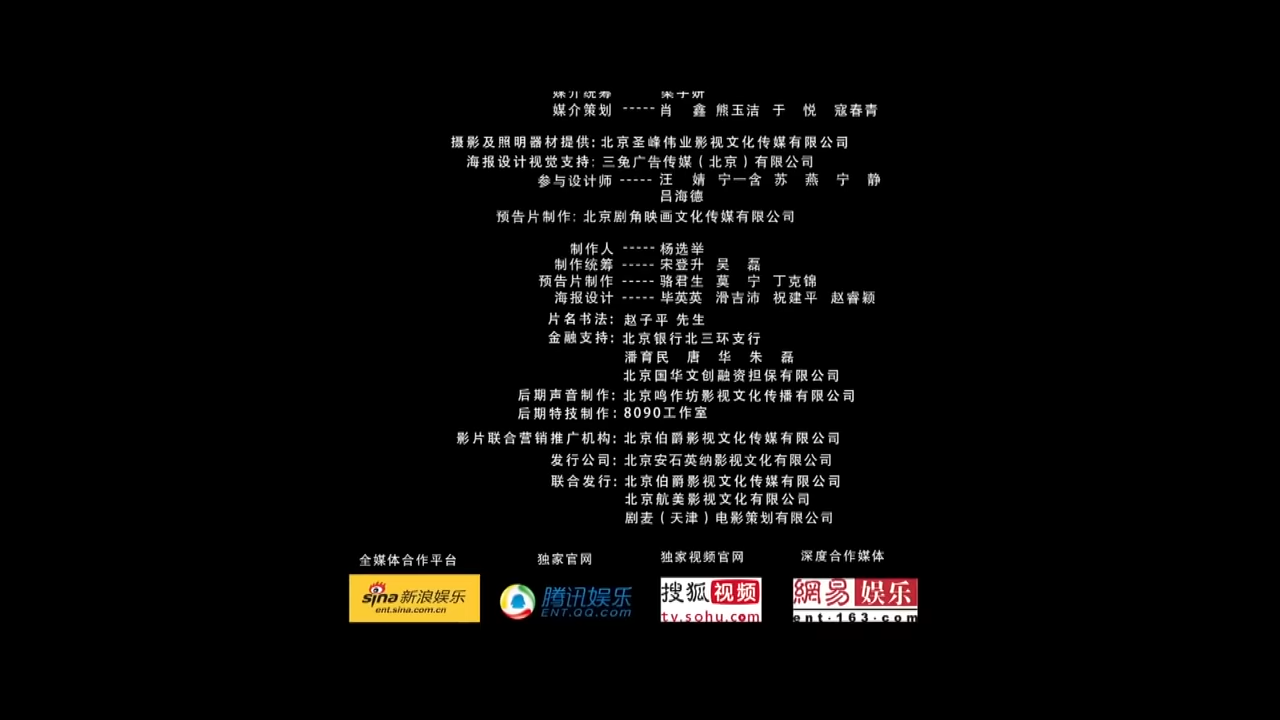 媒介统筹 梁子妍
媒介策划 ----- 肖 鑫 熊玉洁 于 悦 寇春青
摄影及照明器材提供: 北京圣峰伟业影视文化传媒有限公司
海报设计视觉支持: 三兔广告传媒（北京）有限公司
参与设计师 ----- 汪 婧 宁一含 苏 燕 宁 静
吕海德
预告片制作: 北京剧角映画文化传媒有限公司
制作人 ----- 杨选举
制作统筹 ----- 宋登升 吴 磊
预告片制作 ----- 骆君生 莫 宁 丁克锦
海报设计 ----- 毕英英 滑吉沛 祝建平 赵睿颖
片名书法: 赵子平 先生
金融支持: 北京银行北三环支行
潘育民 唐 华 朱 磊
北京国华文创融资担保有限公司
后期声音制作: 北京鸣作坊影视文化传播有限公司
后期特技制作: 8090工作室
影片联合营销推广机构: 北京伯爵影视文化传媒有限公司
发行公司: 北京安石英纳影视文化有限公司
联合发行: 北京伯爵影视文化传媒有限公司
北京航美影视文化有限公司
剧麦（天津）电影策划有限公司
全媒体合作平台 独家官网 独家视频官网 深度合作媒体
sina新浪娱乐 腾讯娱乐 搜狐视频 網易娱乐
ent.sina.com.cn ENT.QQ.COM tv.sohu.com ent.163.com